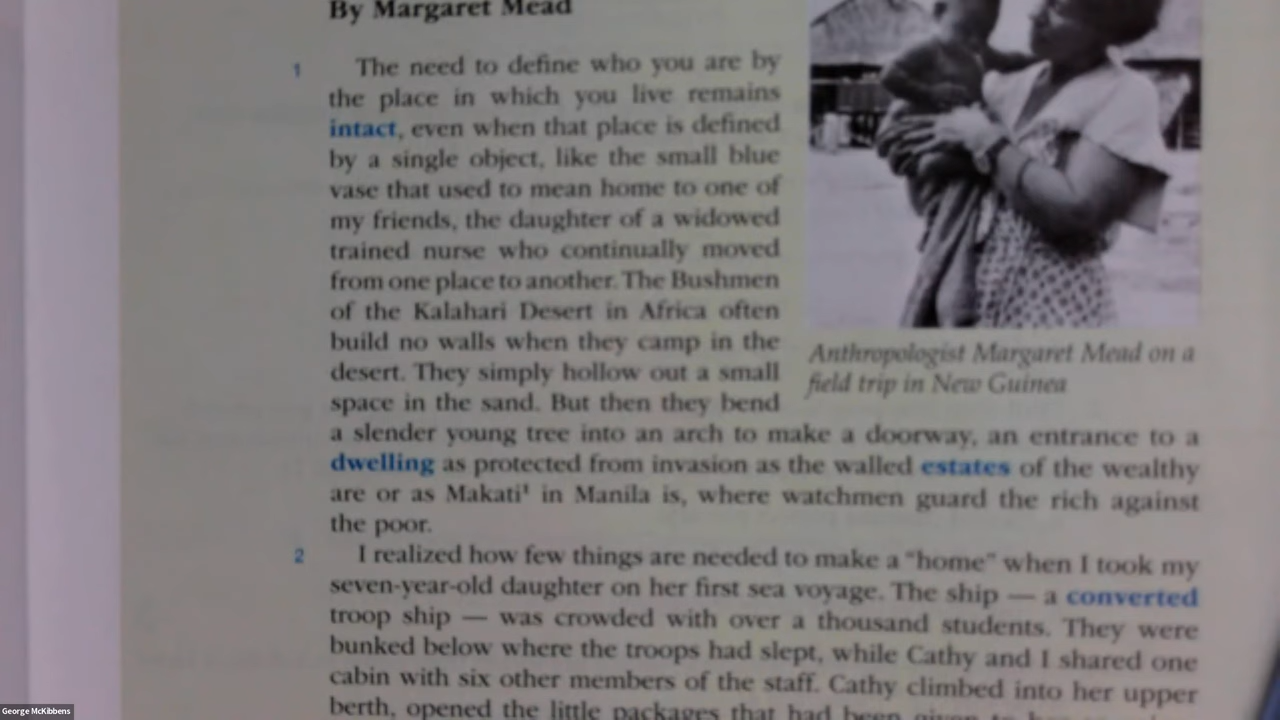 By Margaret Mead
1 The need to define who you are by
the place in which you live remains
intact, even when that place is defined
by a single object, like the small blue
vase that used to mean home to one of
my friends, the daughter of a widowed
trained nurse who continually moved
from one place to another. The Bushmen
of the Kalahari Desert in Africa often
build no walls when they camp in the
desert. They simply hollow out a small
space in the sand. But then they bend
a slender young tree into an arch to make a doorway, an entrance to a
dwelling as protected from invasion as the walled estates of the wealthy
are or as Makati¹ in Manila is, where watchmen guard the rich against
the poor.
Anthropologist Margaret Mead on a
field trip in New Guinea
2 I realized how few things are needed to make a "home" when I took my
seven-year-old daughter on her first sea voyage. The ship — a converted
troop ship — was crowded with over a thousand students. They were
bunked below where the troops had slept, while Cathy and I shared one
cabin with six other members of the staff. Cathy climbed into her upper
berth, opened the little packages that had been given to
George McKibbens